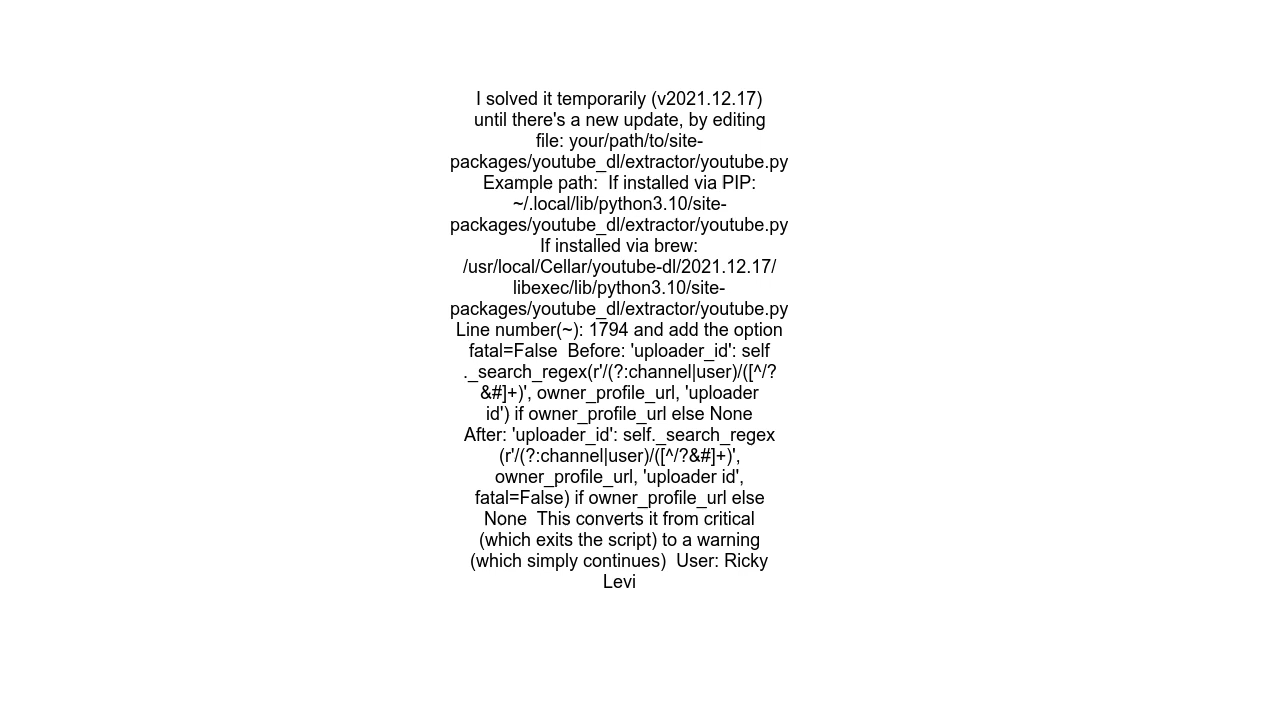 I solved it temporarily (v2021.12.17)
until there's a new update, by editing
file: your/path/to/site-
packages/youtube_dl/extractor/youtube.py
Example path:  If installed via PIP:
~/.local/lib/python3.10/site-
packages/youtube_dl/extractor/youtube.py
If installed via brew:
/usr/local/Cellar/youtube-dl/2021.12.17/
libexec/lib/python3.10/site-
packages/youtube_dl/extractor/youtube.py
Line number(~): 1794 and add the option
fatal=False  Before: 'uploader_id': self
._search_regex(r'/(?:channel|user)/([^/?
&#]+)', owner_profile_url, 'uploader
id') if owner_profile_url else None
After: 'uploader_id': self._search_regex
(r'/(?:channel|user)/([^/?&#]+)',
owner_profile_url, 'uploader id',
fatal=False) if owner_profile_url else
None  This converts it from critical
(which exits the script) to a warning
(which simply continues)  User: Ricky
Levi